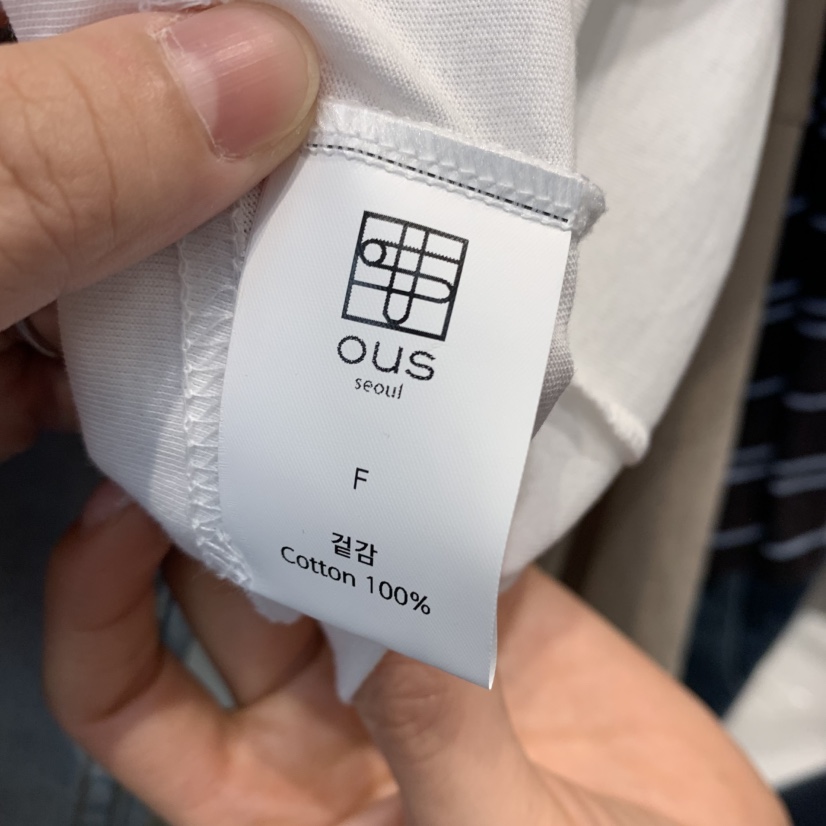 ous
seoul
F
겉감
Cotton 100%